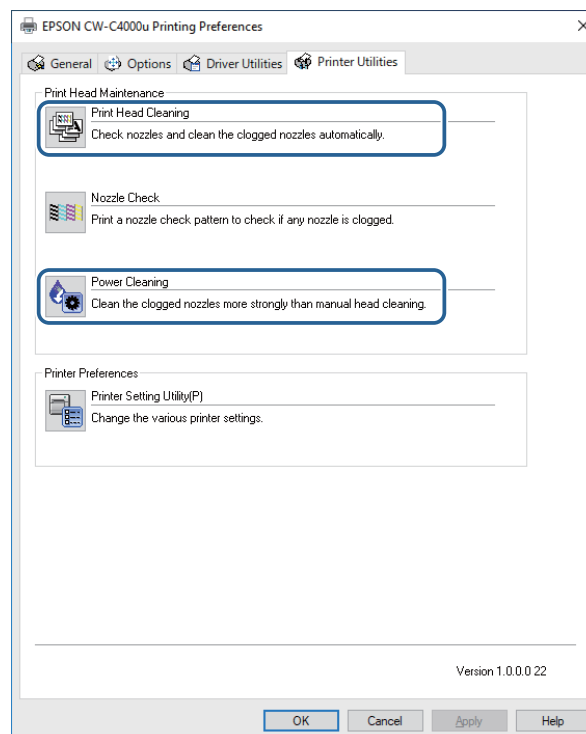 EPSON CW-C4000u Printing Preferences
General Options Driver Utilities Printer Utilities
Print Head Maintenance
Print Head Cleaning
Check nozzles and clean the clogged nozzles automatically.
Nozzle Check
Print a nozzle check pattern to check if any nozzle is clogged.
Power Cleaning
Clean the clogged nozzles more strongly than manual head cleaning.
Printer Preferences
Printer Setting Utility(P)
Change the various printer settings.
Version 1.0.0.0 22
OK Cancel Apply Help